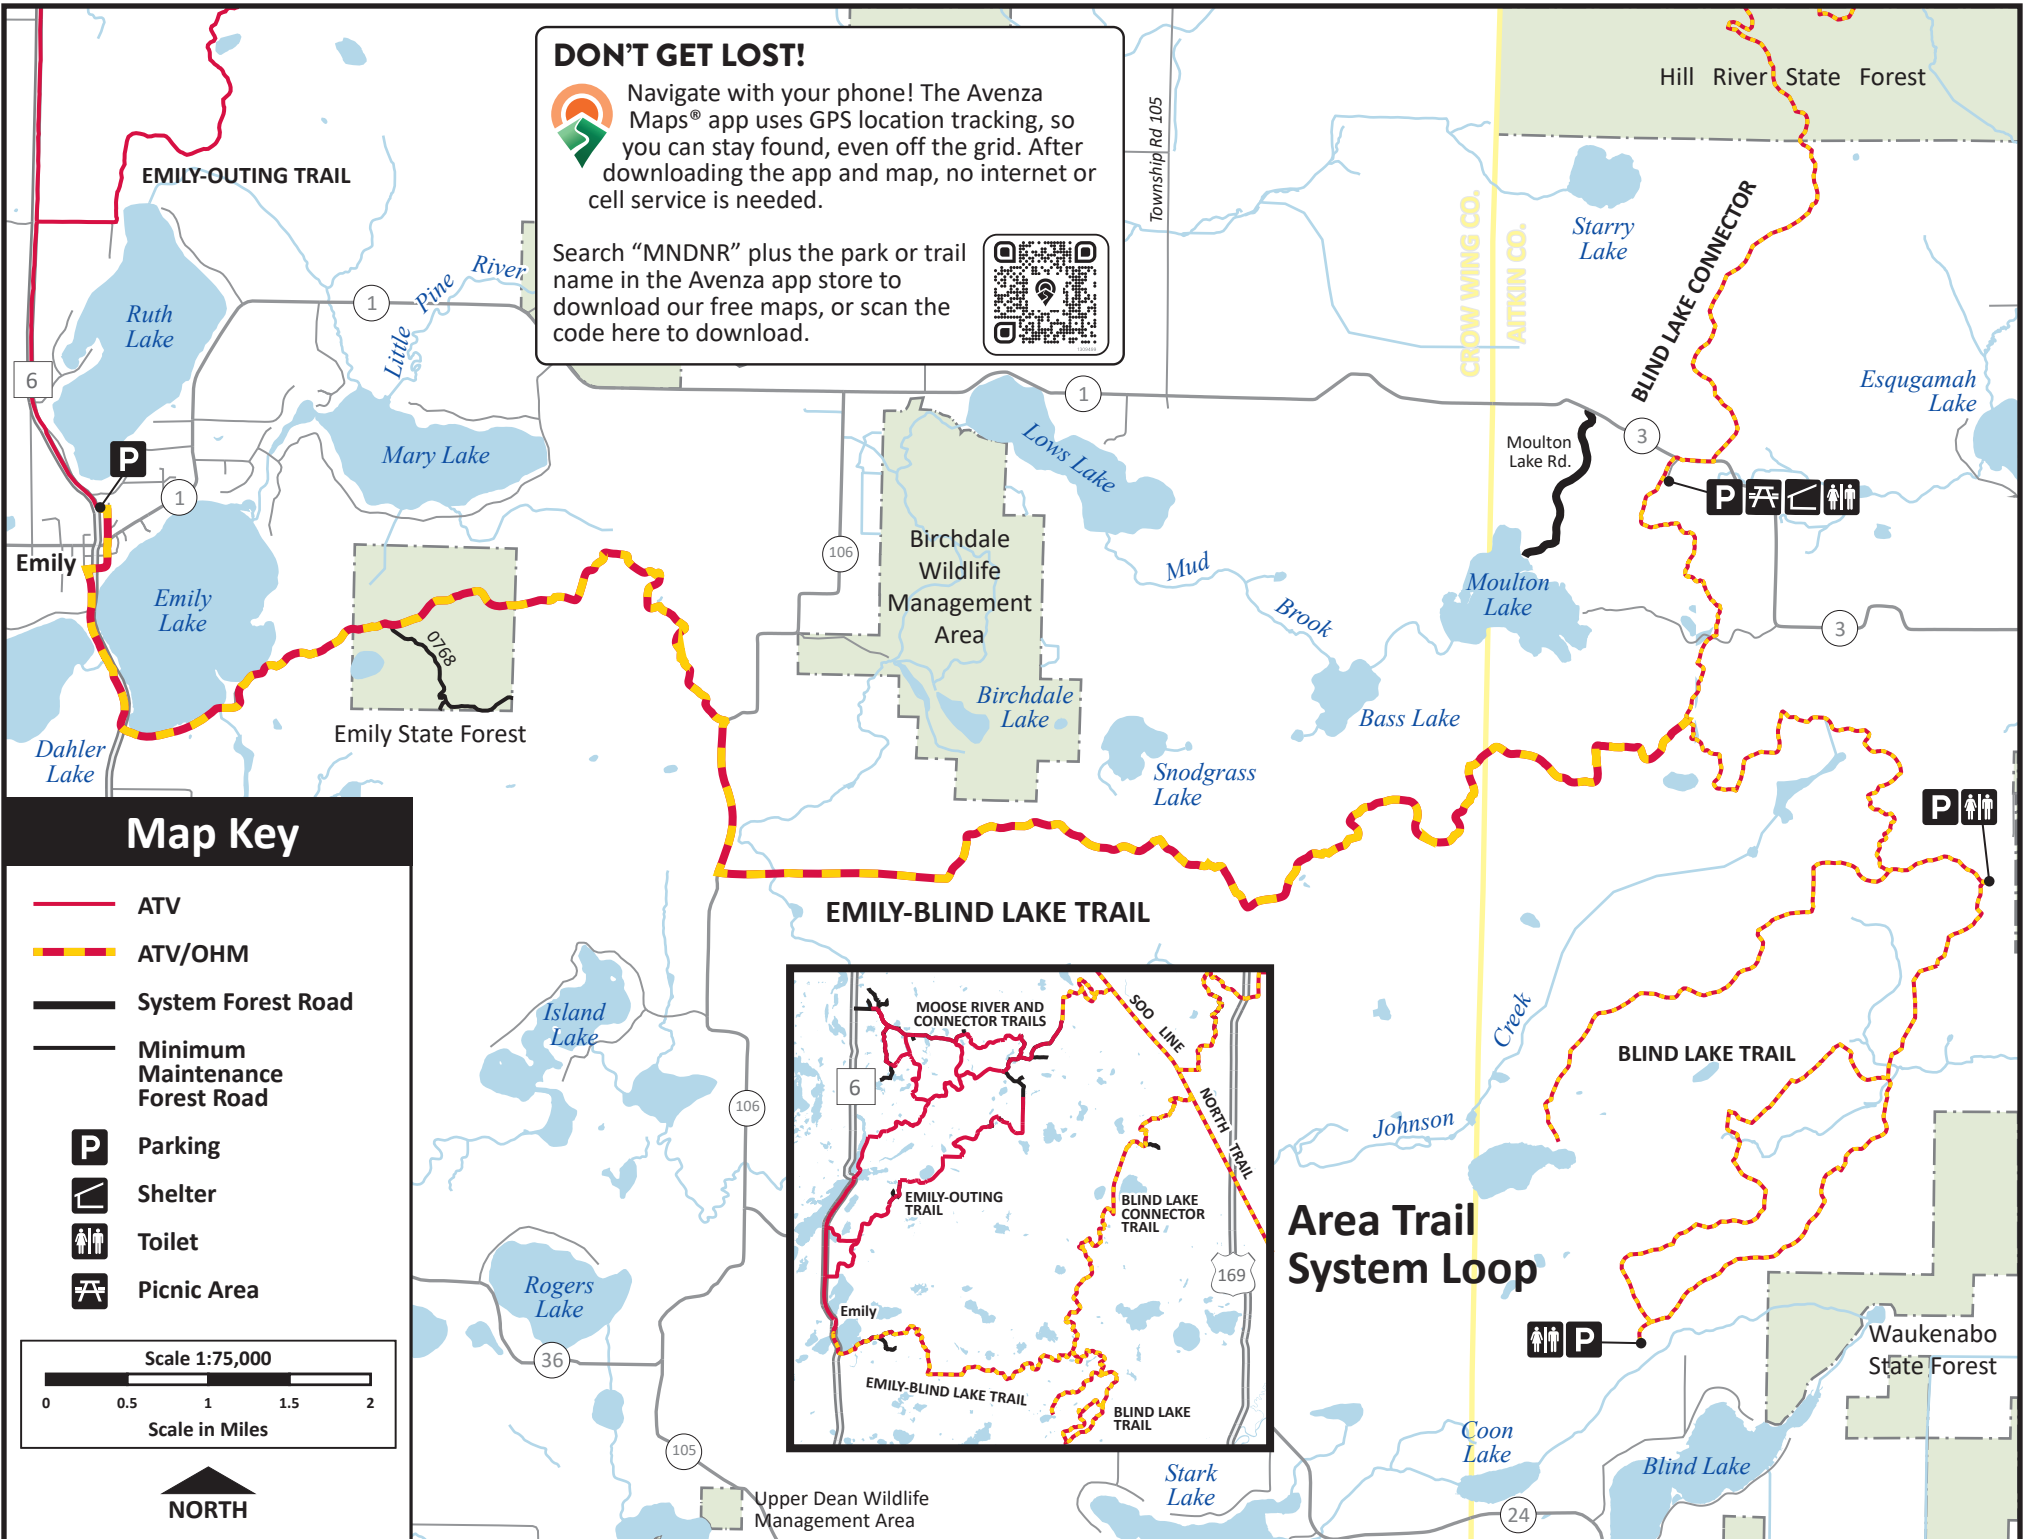 DON'T GET LOST!
Navigate with your phone! The Avenza
Maps® app uses GPS location tracking, so
you can stay found, even off the grid. After
downloading the app and map, no internet or
cell service is needed.
Search “MNDNR” plus the park or trail
name in the Avenza app store to
download our free maps, or scan the
code here to download.
Township Rd 105
Hill River State Forest
EMILY-OUTING TRAIL
Starry
Lake
CROW WING CO.
AITKIN CO.
BLIND LAKE CONNECTOR
Ruth
Lake
Little Pine River
1
6
1
Esqugamah
Lake
Mary Lake
Lows Lake
Moulton
Lake Rd.
3
P
1
P
Emily
106
Birchdale
Wildlife
Management
Area
Mud Brook
Moulton
Lake
Emily
Lake
0768
3
Birchdale
Lake
Bass Lake
Emily State Forest
Dahler
Lake
Snodgrass
Lake
P
Map Key
ATV
ATV/OHM
System Forest Road
Minimum
Maintenance
Forest Road
P Parking
Shelter
Toilet
Picnic Area
Scale 1:75,000
0 0.5 1 1.5 2
Scale in Miles
NORTH
EMILY-BLIND LAKE TRAIL
Island
Lake
106
MOOSE RIVER AND
CONNECTOR TRAILS
SOO LINE
NORTH TRAIL
6
EMILY-OUTING
TRAIL
BLIND LAKE
CONNECTOR
TRAIL
169
Emily
EMILY-BLIND LAKE TRAIL
BLIND LAKE
TRAIL
Johnson Creek
BLIND LAKE TRAIL
Area Trail
System Loop
Rogers
Lake
36
P
Waukenabo
State Forest
105
Coon
Lake
Blind Lake
Stark
Lake
24
Upper Dean Wildlife
Management Area